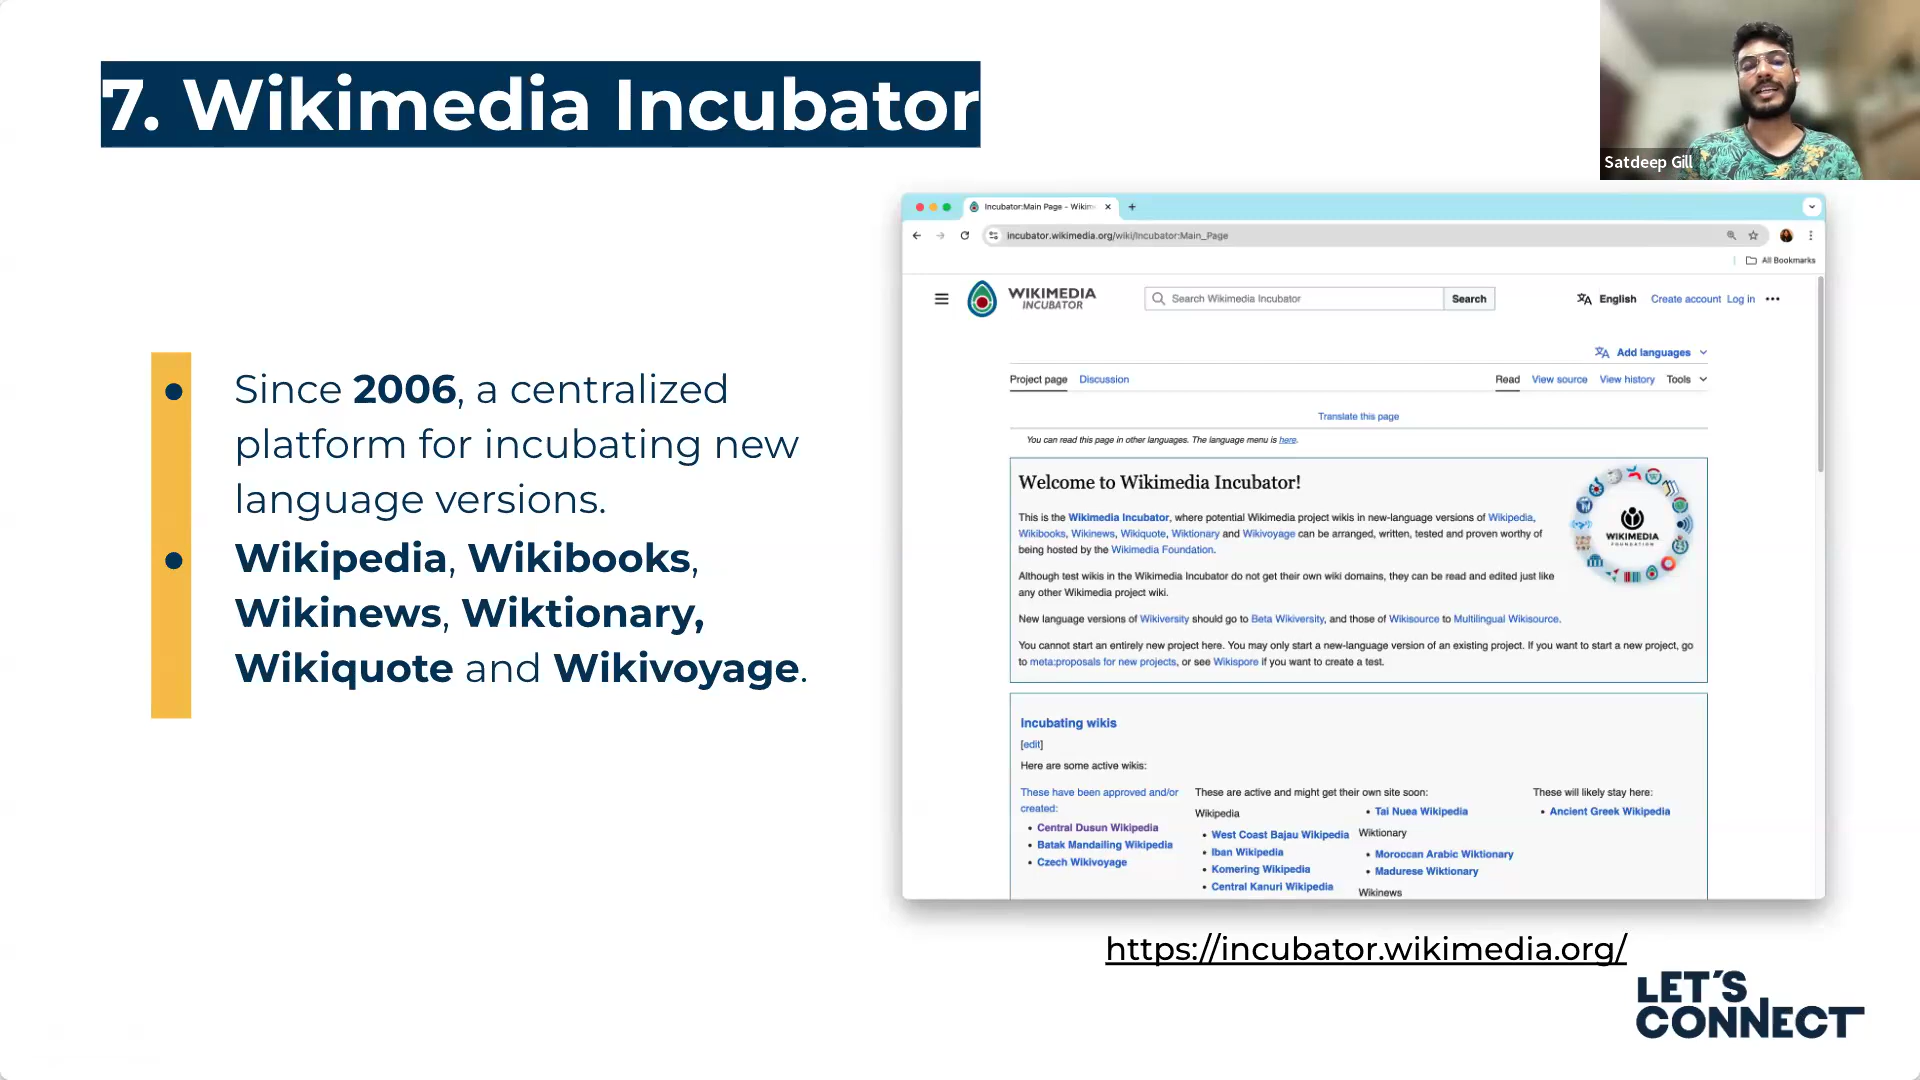 7. Wikimedia Incubator
Satdeep Gill
Since 2006, a centralized
platform for incubating new
language versions.
Wikipedia, Wikibooks,
Wikinews, Wiktionary,
Wikiquote and Wikivoyage.
Incubator:Main Page - Wikim
incubator.wikimedia.org/wiki/Incubator:Main_Page
All Bookmarks
WIKIMEDIA
INCUBATOR
Search Wikimedia Incubator
Search
English
Create account Log in
Add languages
Project page Discussion
Read View source View history Tools
Translate this page
You can read this page in other languages. The language menu is here.
Welcome to Wikimedia Incubator!
This is the Wikimedia Incubator, where potential Wikimedia project wikis in new-language versions of Wikipedia,
Wikibooks, Wikinews, Wikiquote, Wiktionary and Wikivoyage can be arranged, written, tested and proven worthy of
being hosted by the Wikimedia Foundation.
Although test wikis in the Wikimedia Incubator do not get their own wiki domains, they can be read and edited just like
any other Wikimedia project wiki.
New language versions of Wikiversity should go to Beta Wikiversity, and those of Wikisource to Multilingual Wikisource.
You cannot start an entirely new project here. You may only start a new-language version of an existing project. If you want to start a new project, go
to meta:proposals for new projects, or see Wikispore if you want to create a test.
WIKIMEDIA
FOUNDATION
Incubating wikis
[edit]
Here are some active wikis:
These have been approved and/or
created:
Central Dusun Wikipedia
Batak Mandailing Wikipedia
Czech Wikivoyage
These are active and might get their own site soon:
Wikipedia
West Coast Bajau Wikipedia
Iban Wikipedia
Komering Wikipedia
Central Kanuri Wikipedia
Tai Nuea Wikipedia
Wiktionary
Moroccan Arabic Wiktionary
Madurese Wiktionary
Wikinews
These will likely stay here:
Ancient Greek Wikipedia
https://incubator.wikimedia.org/
LET'S
CONNECT